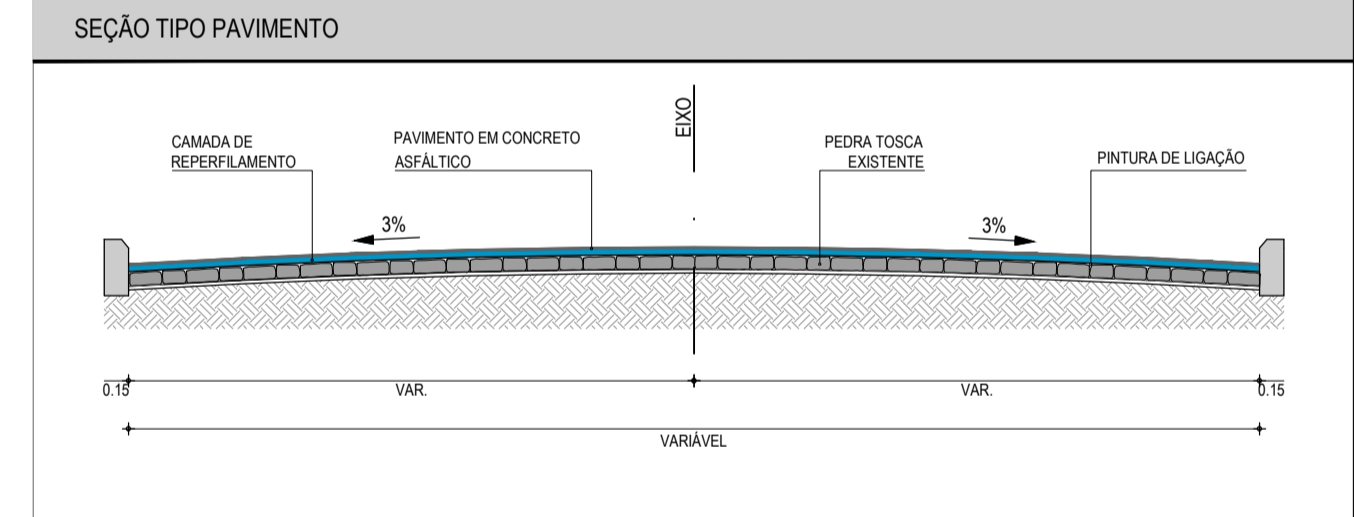 SEÇÃO TIPO PAVIMENTO
EIXO
CAMADA DE
REPERFILAMENTO
PAVIMENTO EM CONCRETO
ASFÁLTICO
PEDRA TOSCA
EXISTENTE
PINTURA DE LIGAÇÃO
3%
3%
0.15
VAR.
VAR.
0.15
VARIÁVEL